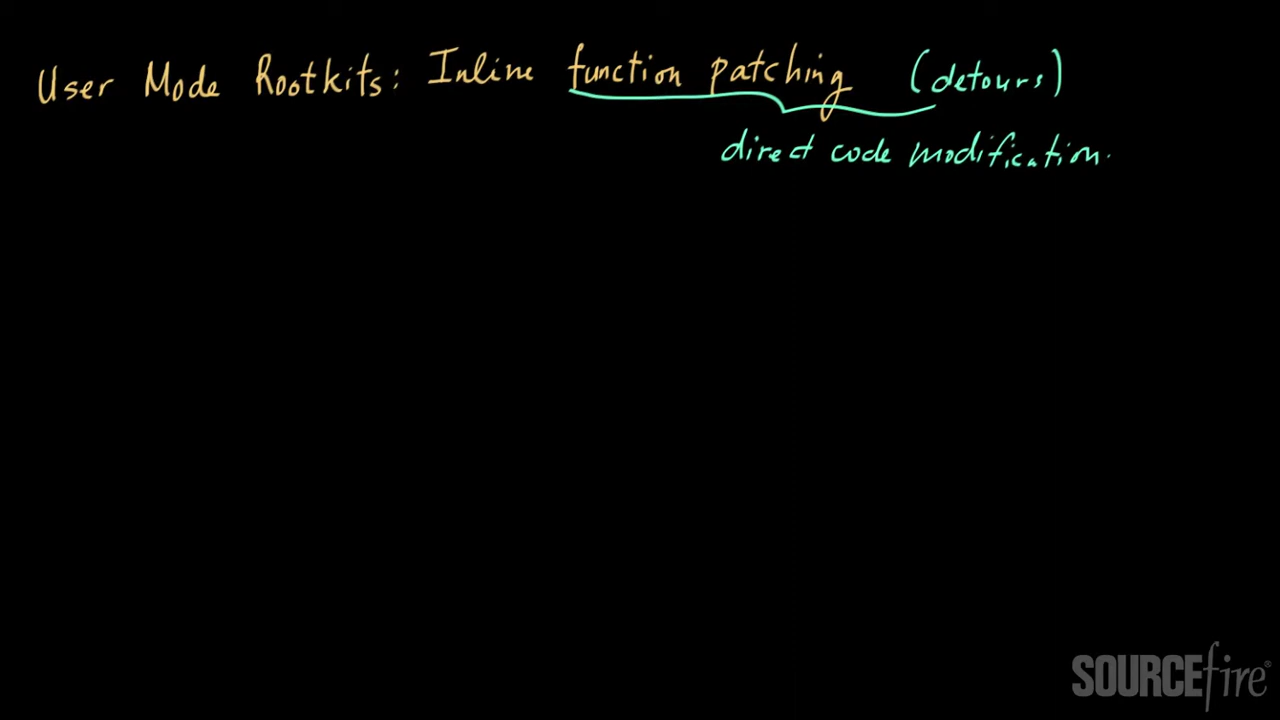 User Mode Rootkits: Inline function patching (detours)
direct code modification.
SOURCEfire®